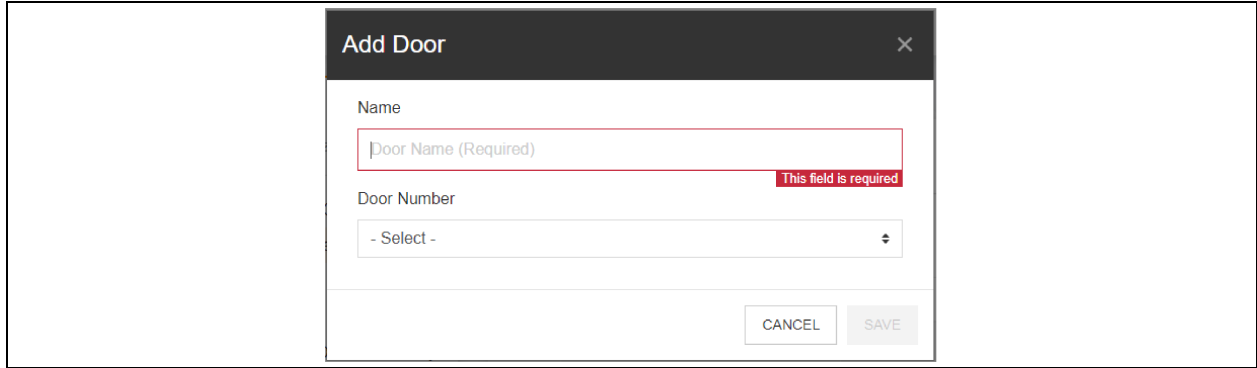 Add Door
×
Name
Door Name (Required)
This field is required
Door Number
- Select -
CANCEL SAVE